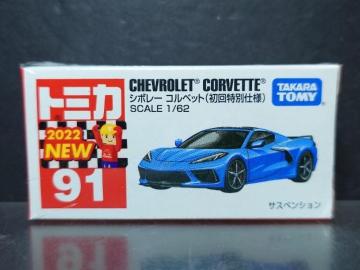 トミカ
2022
NEW
91
CHEVROLET® CORVETTE®
シボレー コルベット(初回特別仕様)
SCALE 1/62
TAKARA
TOMY
サスペンション